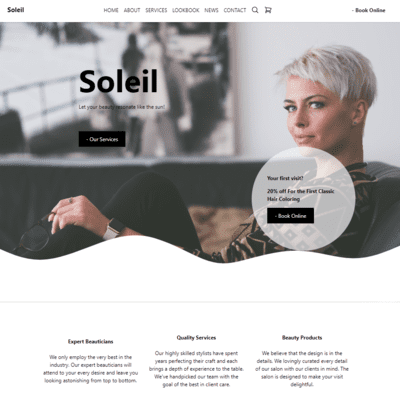 Soleil
HOME ABOUT SERVICES LOOKBOOK NEWS CONTACT
- Book Online
Soleil
Let your beauty resonate like the sun!
- Our Services
Your first visit?
20% off For the First Classic
Hair Coloring
- Book Online
Expert Beauticians
We only employ the very best in the
industry. Our expert beauticians will
attend to your every desire and leave you
looking astonishing from top to bottom.
Quality Services
Our highly skilled stylists have spent
years perfecting their craft and each
brings a depth of experience to the table.
We've handpicked our team with the
goal of the best in client care.
Beauty Products
We believe that the design is in the
details. We lovingly curated every detail
of our salon with our clients in mind. The
salon is designed to make your visit
delightful.